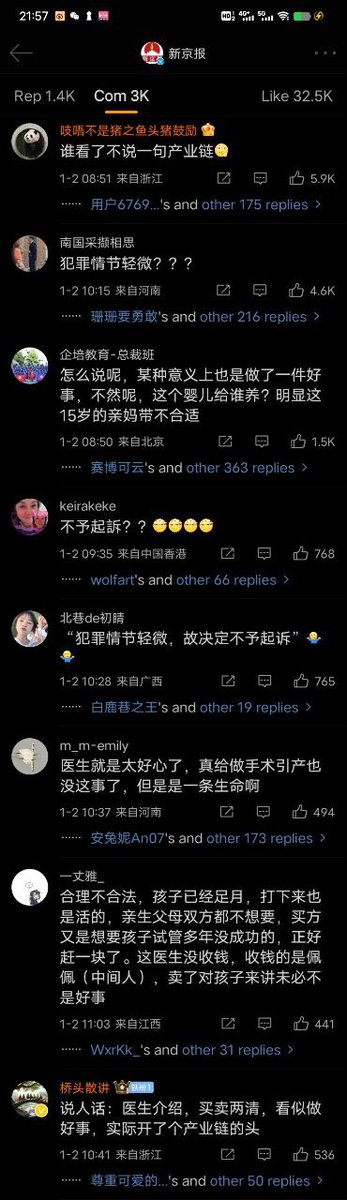 21:57
HD 2 4G 5G
新京报
Rep 1.4K Com 3K Like 32.5K
吱唔不是猪之鱼头猪鼓励
谁看了不说一句产业链
1-2 08:51 来自浙江 5.9K
······ 用户6769...'s and other 175 replies >
南国采撷相思
犯罪情节轻微？？？
1-2 10:15 来自河南 4.6K
······ 珊珊要勇敢's and other 216 replies >
企培教育-总裁班
怎么说呢，某种意义上也是做了一件好
事，不然呢，这个婴儿给谁养？明显这
15岁的亲妈带不合适
1-2 08:50 来自北京 1.5K
······ 赛博可云's and other 363 replies >
keirakeke
不予起訴？？
1-2 09:35 来自中国香港 768
······ wolfart's and other 66 replies >
北巷de初晴
“犯罪情节轻微，故决定不予起诉”
1-2 10:28 来自广西 765
······ 白鹿巷之王's and other 19 replies >
m_m-emily
医生就是太好心了，真给做手术引产也
没这事了，但是是一条生命啊
1-2 10:37 来自河南 494
······ 安兔妮An07's and other 173 replies >
一丈雅_
合理不合法，孩子已经足月，打下来也
是活的，亲生父母双方都不想要，买方
又是想要孩子试管多年没成功的，正好
赶一块了。这医生没收钱，收钱的是佩
佩（中间人），卖了对孩子来讲未必不
是好事
1-2 11:03 来自江西 441
······ WxrKk_'s and other 31 replies >
桥头散讲
说人话：医生介绍，买卖两清，看似做
好事，实际开了个产业链的头
1-2 10:41 来自浙江 536
······ 尊重可爱的...'s and other 50 replies >